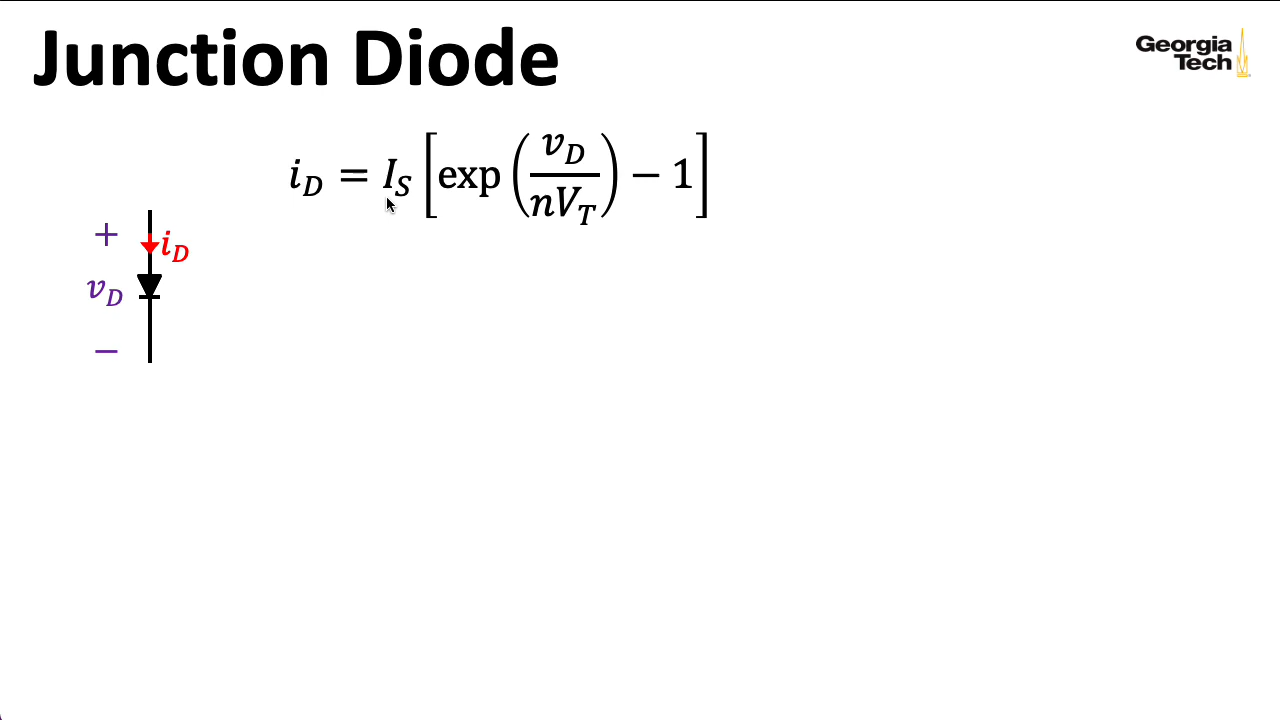 Junction Diode
Georgia
Tech
i_D = I_S [exp(v_D / nV_T) − 1]
+
i_D
v_D
−